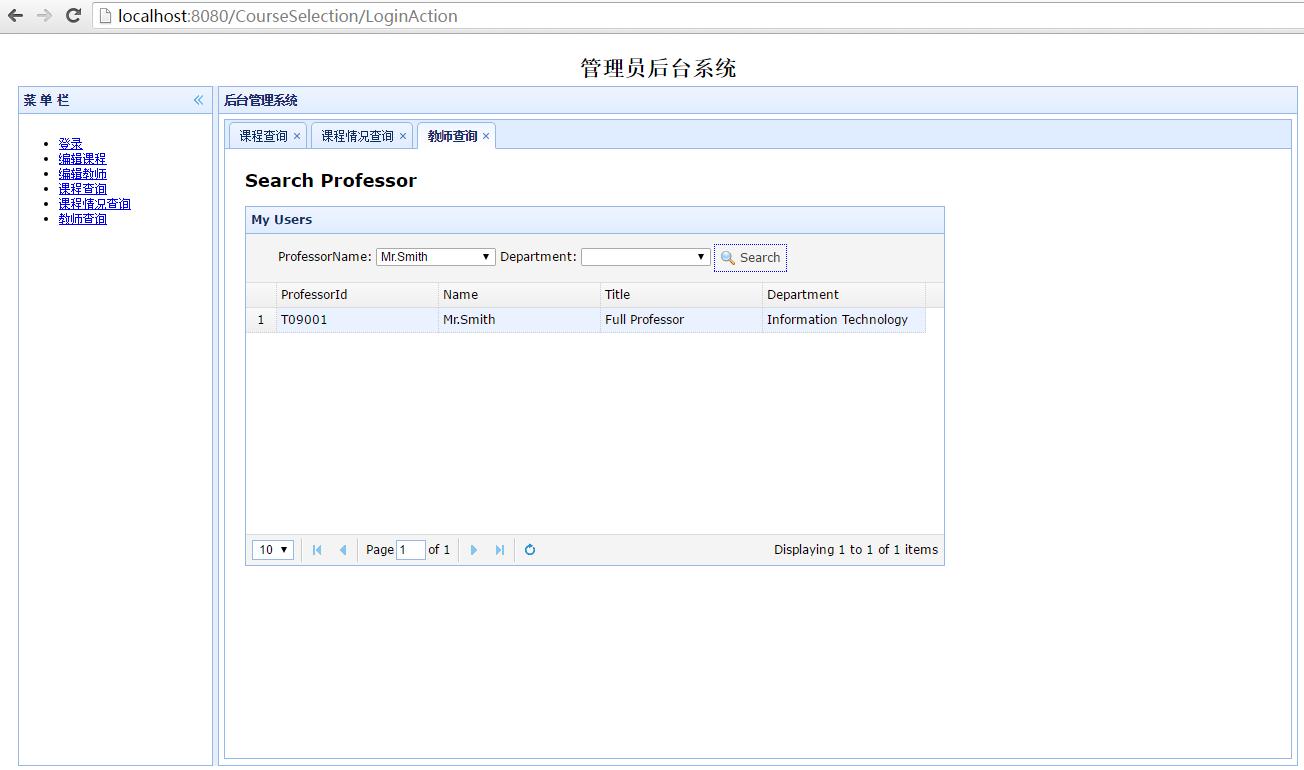 localhost:8080/CourseSelection/LoginAction
管理员后台系统
菜单栏
后台管理系统
登录
编辑课程
编辑教师
课程查询
课程情况查询
教师查询
课程查询 课程情况查询 教师查询
Search Professor
My Users
ProfessorName: Mr.Smith Department: Search
ProfessorId Name Title Department
1 T09001 Mr.Smith Full Professor Information Technology
10 Page 1 of 1 Displaying 1 to 1 of 1 items